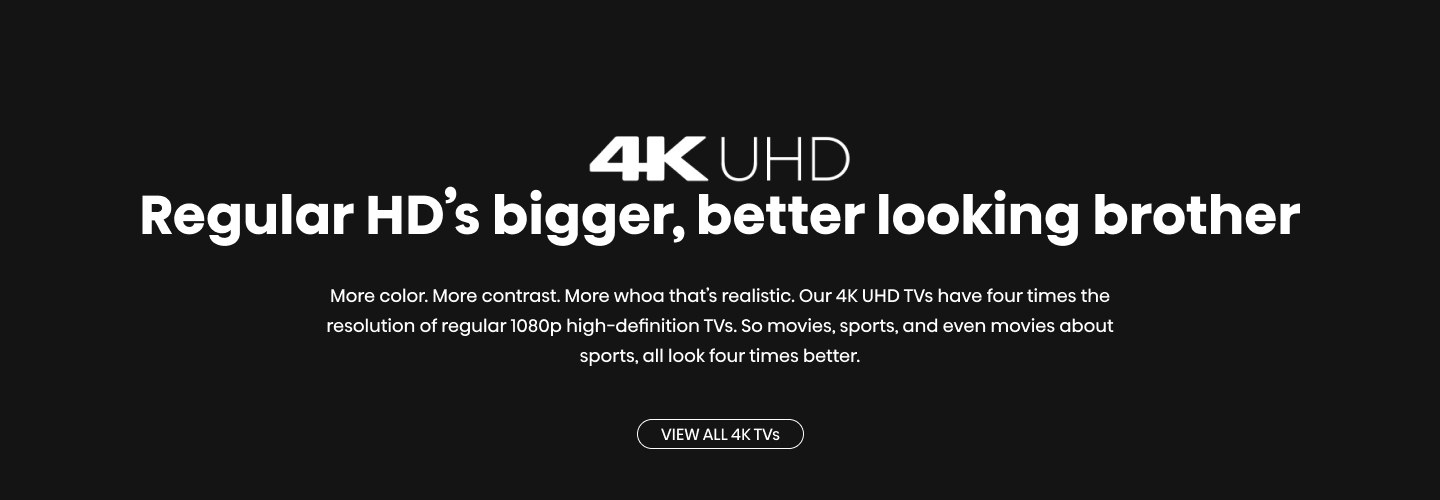 4K UHD
Regular HD’s bigger, better looking brother
More color. More contrast. More whoa that’s realistic. Our 4K UHD TVs have four times the
resolution of regular 1080p high-definition TVs. So movies, sports, and even movies about
sports, all look four times better.
VIEW ALL 4K TVs